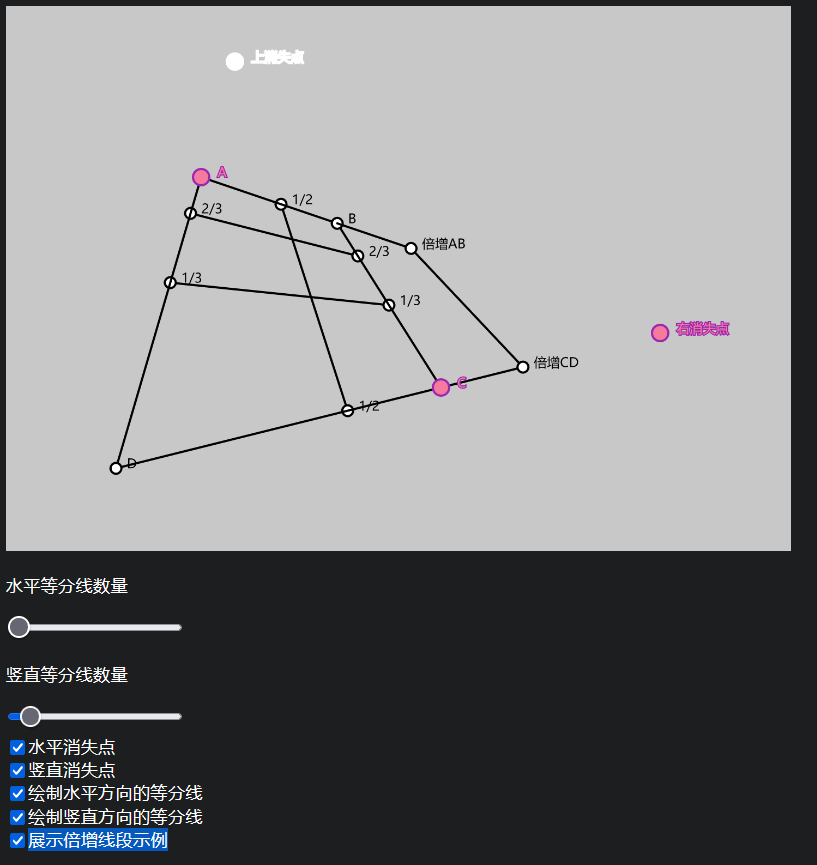 上消失点
A
1/2
2/3
B
倍增AB
2/3
1/3
1/3
右消失点
倍增CD
C
1/2
D
水平等分线数量
竖直等分线数量
水平消失点
竖直消失点
绘制水平方向的等分线
绘制竖直方向的等分线
展示倍增线段示例